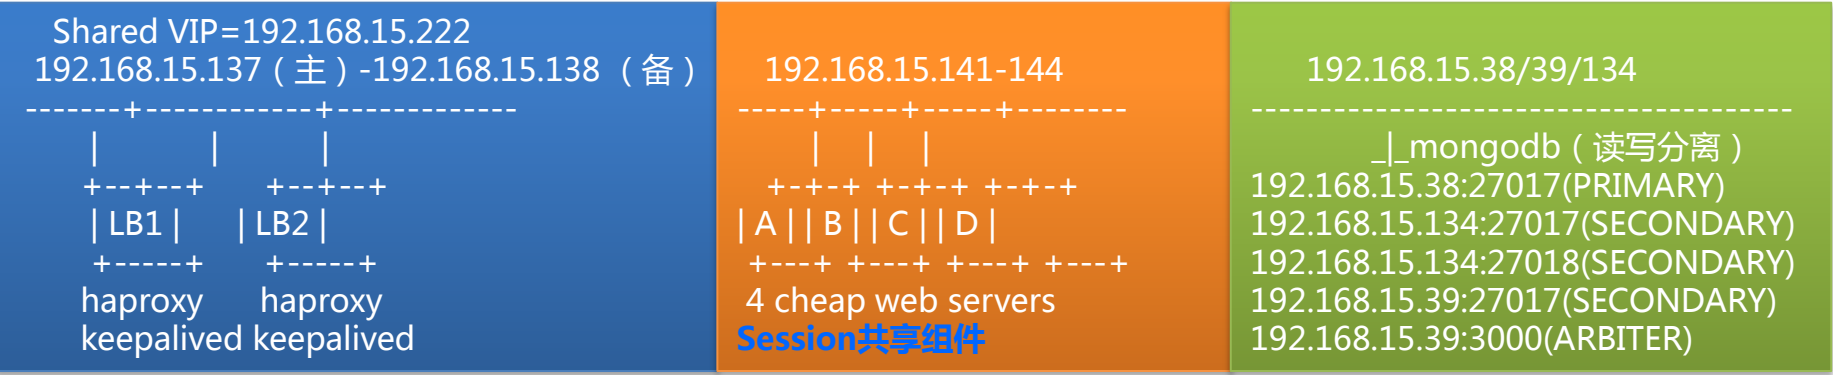 Shared VIP=192.168.15.222
192.168.15.137（主）-192.168.15.138 （备）
-------+------------+-------------
|          |         |
+--+--+     +--+--+
| LB1 |     | LB2 |
+-----+     +-----+
haproxy     haproxy
keepalived keepalived
192.168.15.141-144
-----+-----+-----+--------
|    |    |
+-+-+ +-+-+ +-+-+
| A | | B | | C | | D |
+---+ +---+ +---+ +---+
4 cheap web servers
Session共享组件
192.168.15.38/39/134
----------------------------------------
_|_mongodb（读写分离）
192.168.15.38:27017(PRIMARY)
192.168.15.134:27017(SECONDARY)
192.168.15.134:27018(SECONDARY)
192.168.15.39:27017(SECONDARY)
192.168.15.39:3000(ARBITER)